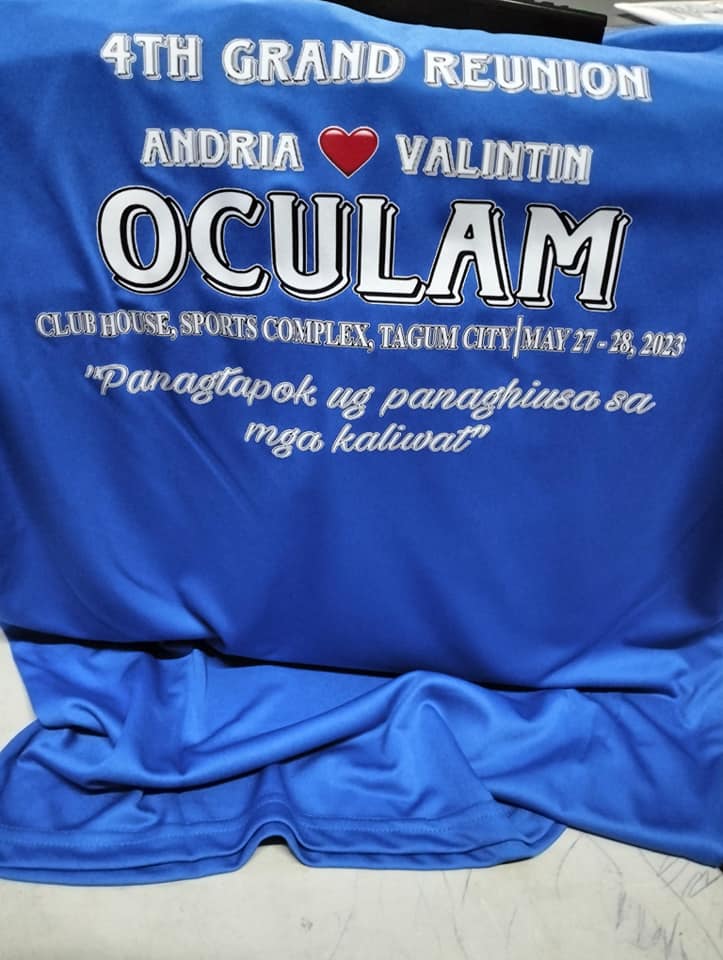 4TH GRAND REUNION
ANDRIA ❤ VALINTIN
OCULAM
CLUB HOUSE, SPORTS COMPLEX, TAGUM CITY|MAY 27 - 28, 2023
"Panagtapok ug panaghiusa sa
mga kaliwat"